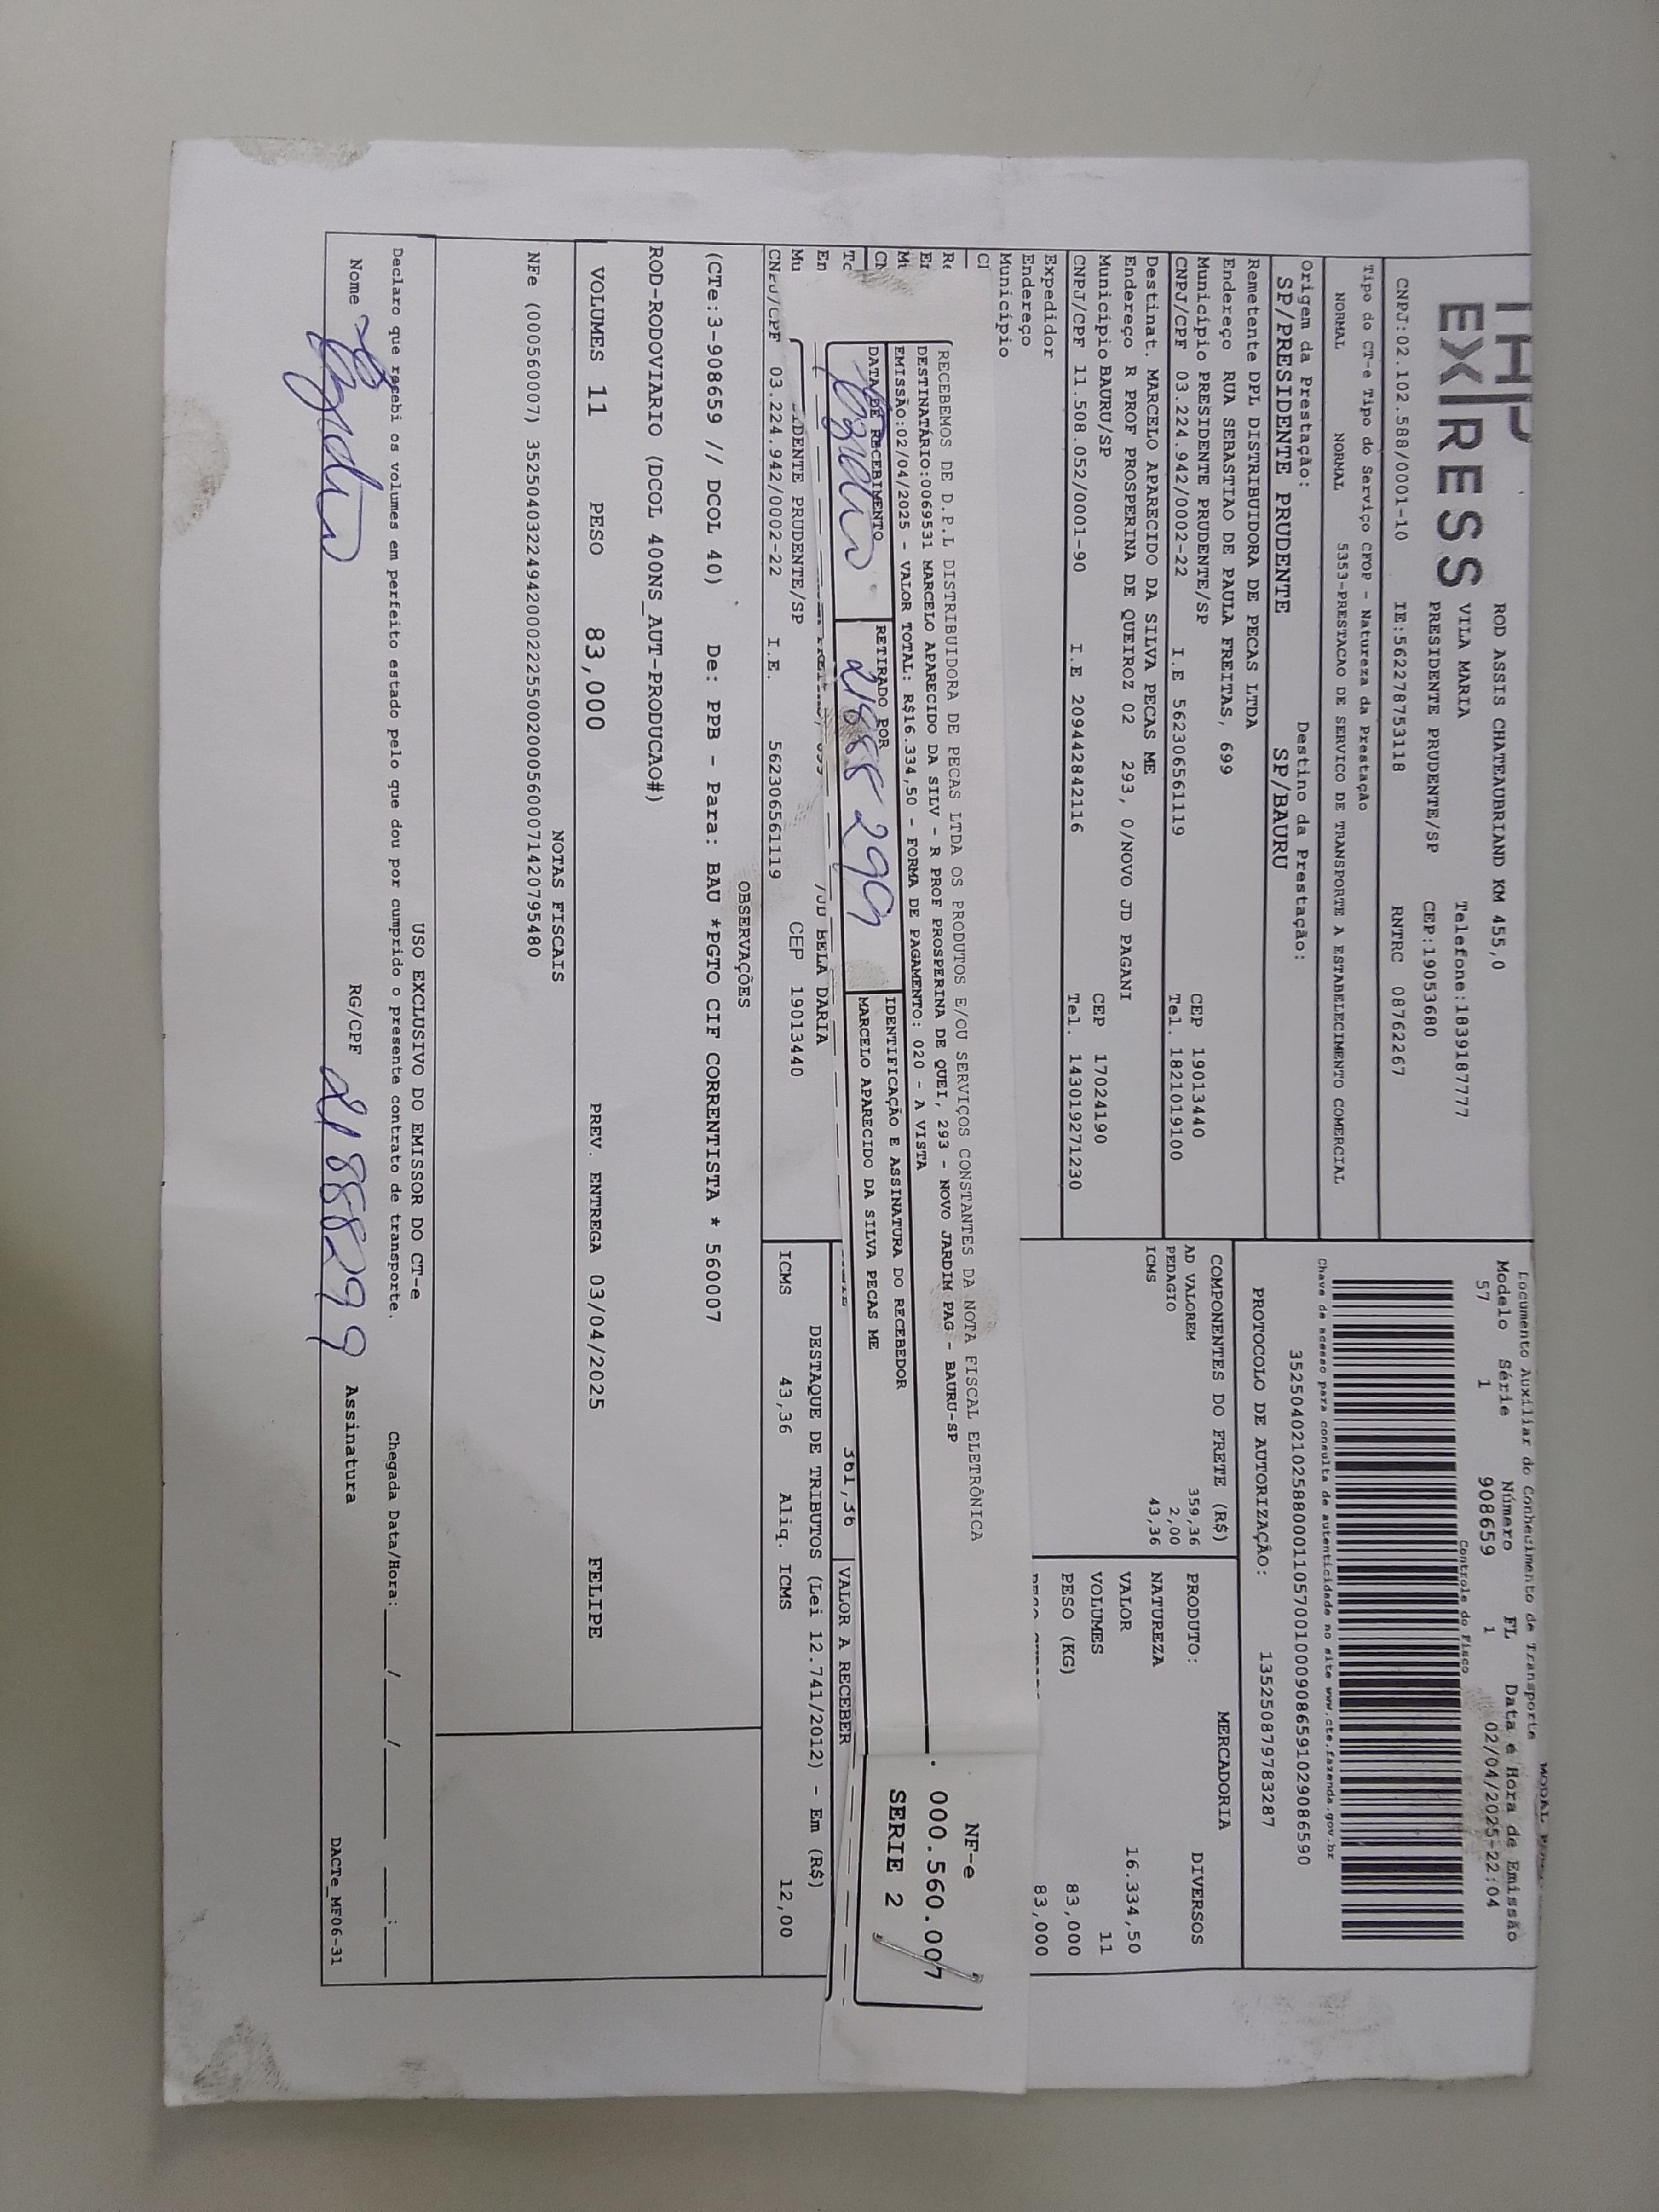 EXPRESS
ROD ASSIS CHATEAUBRIAND KM 455,0
VILA MARIA Telefone:1839187777
PRESIDENTE PRUDENTE/SP CEP:19053680
CNPJ:02.102.588/0001-10 IE:562278753118 RNTRC 08762267
Documento Auxiliar do Conhecimento de Transporte
Modelo Série Número FL Data e Hora de Emissão
57 1 908659 1 02/04/2025-22:04
Controle do Fisco
Chave de acesso para consulta de autenticidade no site www.cte.fazenda.gov.br
35250402102588000110570010009086591029086590
PROTOCOLO DE AUTORIZAÇÃO: 135250879783287
Tipo do CT-e Tipo do Serviço CFOP - Natureza da Prestação
NORMAL NORMAL 5353-PRESTACAO DE SERVICO DE TRANSPORTE A ESTABELECIMENTO COMERCIAL
Origem da Prestação: Destino da Prestação:
SP/PRESIDENTE PRUDENTE SP/BAURU
Remetente DPL DISTRIBUIDORA DE PECAS LTDA
Endereço RUA SEBASTIAO DE PAULA FREITAS, 699
Município PRESIDENTE PRUDENTE/SP CEP 19013440
CNPJ/CPF 03.224.942/0002-22 I.E 562306561119 Tel. 1821019100
Destinat. MARCELO APARECIDO DA SILVA PECAS ME
Endereço R PROF PROSPERINA DE QUEIROZ 02 293, 0/NOVO JD PAGANI
Município BAURU/SP CEP 17024190
CNPJ/CPF 11.508.052/0001-90 I.E 209442842116 Tel. 143019271230
Expedidor
Endereço
Município
COMPONENTES DO FRETE (R$)
AD VALOREM 359,36
PEDAGIO 2,00
ICMS 43,36
MERCADORIA
PRODUTO: DIVERSOS
NATUREZA
VALOR 16.334,50
VOLUMES 11
PESO (KG) 83,000
83,000
RECEBEMOS DE D.P.L DISTRIBUIDORA DE PECAS LTDA OS PRODUTOS E/OU SERVIÇOS CONSTANTES DA NOTA FISCAL ELETRÔNICA
DESTINATÁRIO:0069531 MARCELO APARECIDO DA SILV - R PROF PROSPERINA DE QUEI, 293 - NOVO JARDIM PAG - BAURU-SP
EMISSÃO:02/04/2025 - VALOR TOTAL: R$16.334,50 - FORMA DE PAGAMENTO: 020 - A VISTA
DATA DE RECEBIMENTO RETIRADO POR IDENTIFICAÇÃO E ASSINATURA DO RECEBEDOR
2188 299 MARCELO APARECIDO DA SILVA PECAS ME
NF-e
000.560.007
SERIE 2
361,36 VALOR A RECEBER
BELA DARIA
DENTE PRUDENTE/SP CEP 19013440
CNPJ/CPF 03.224.942/0002-22 I.E. 562306561119
DESTAQUE DE TRIBUTOS (Lei 12.741/2012) - Em (R$)
ICMS 43,36 Aliq. ICMS 12,00
OBSERVAÇÕES
(CTe:3-908659 // DCOL 40) De: PPB - Para: BAU *PGTO CIF CORRENTISTA * 560007
ROD-RODOVIARIO (DCOL 400NS_AUT-PRODUCAO#)
VOLUMES 11 PESO 83,000 PREV. ENTREGA 03/04/2025 FELIPE
NOTAS FISCAIS
NFe (000560007) 35250403224942000222550020005600071420795480
USO EXCLUSIVO DO EMISSOR DO CT-e
Declaro que recebi os volumes em perfeito estado pelo que dou por cumprido o presente contrato de transporte. Chegada Data/Hora:____/____/____ ___:___
Nome RG/CPF 21888299 Assinatura
DACTe_MF06-31